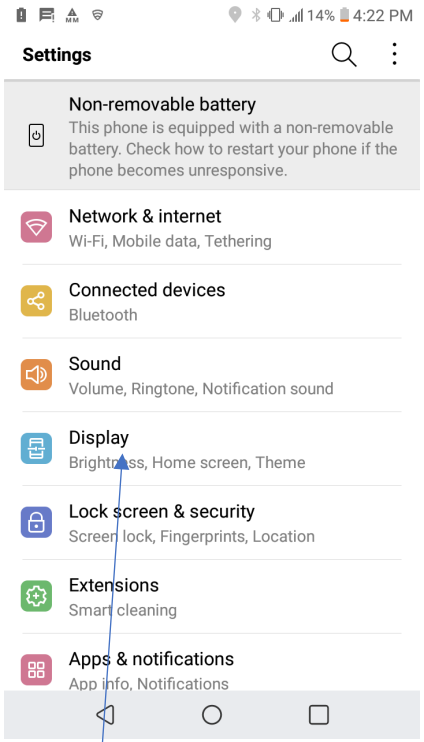 MM
14% 4:22 PM
Settings
Non-removable battery
This phone is equipped with a non-removable
battery. Check how to restart your phone if the
phone becomes unresponsive.
Network & internet
Wi-Fi, Mobile data, Tethering
Connected devices
Bluetooth
Sound
Volume, Ringtone, Notification sound
Display
Brightness, Home screen, Theme
Lock screen & security
Screen lock, Fingerprints, Location
Extensions
Smart cleaning
Apps & notifications
App info, Notifications